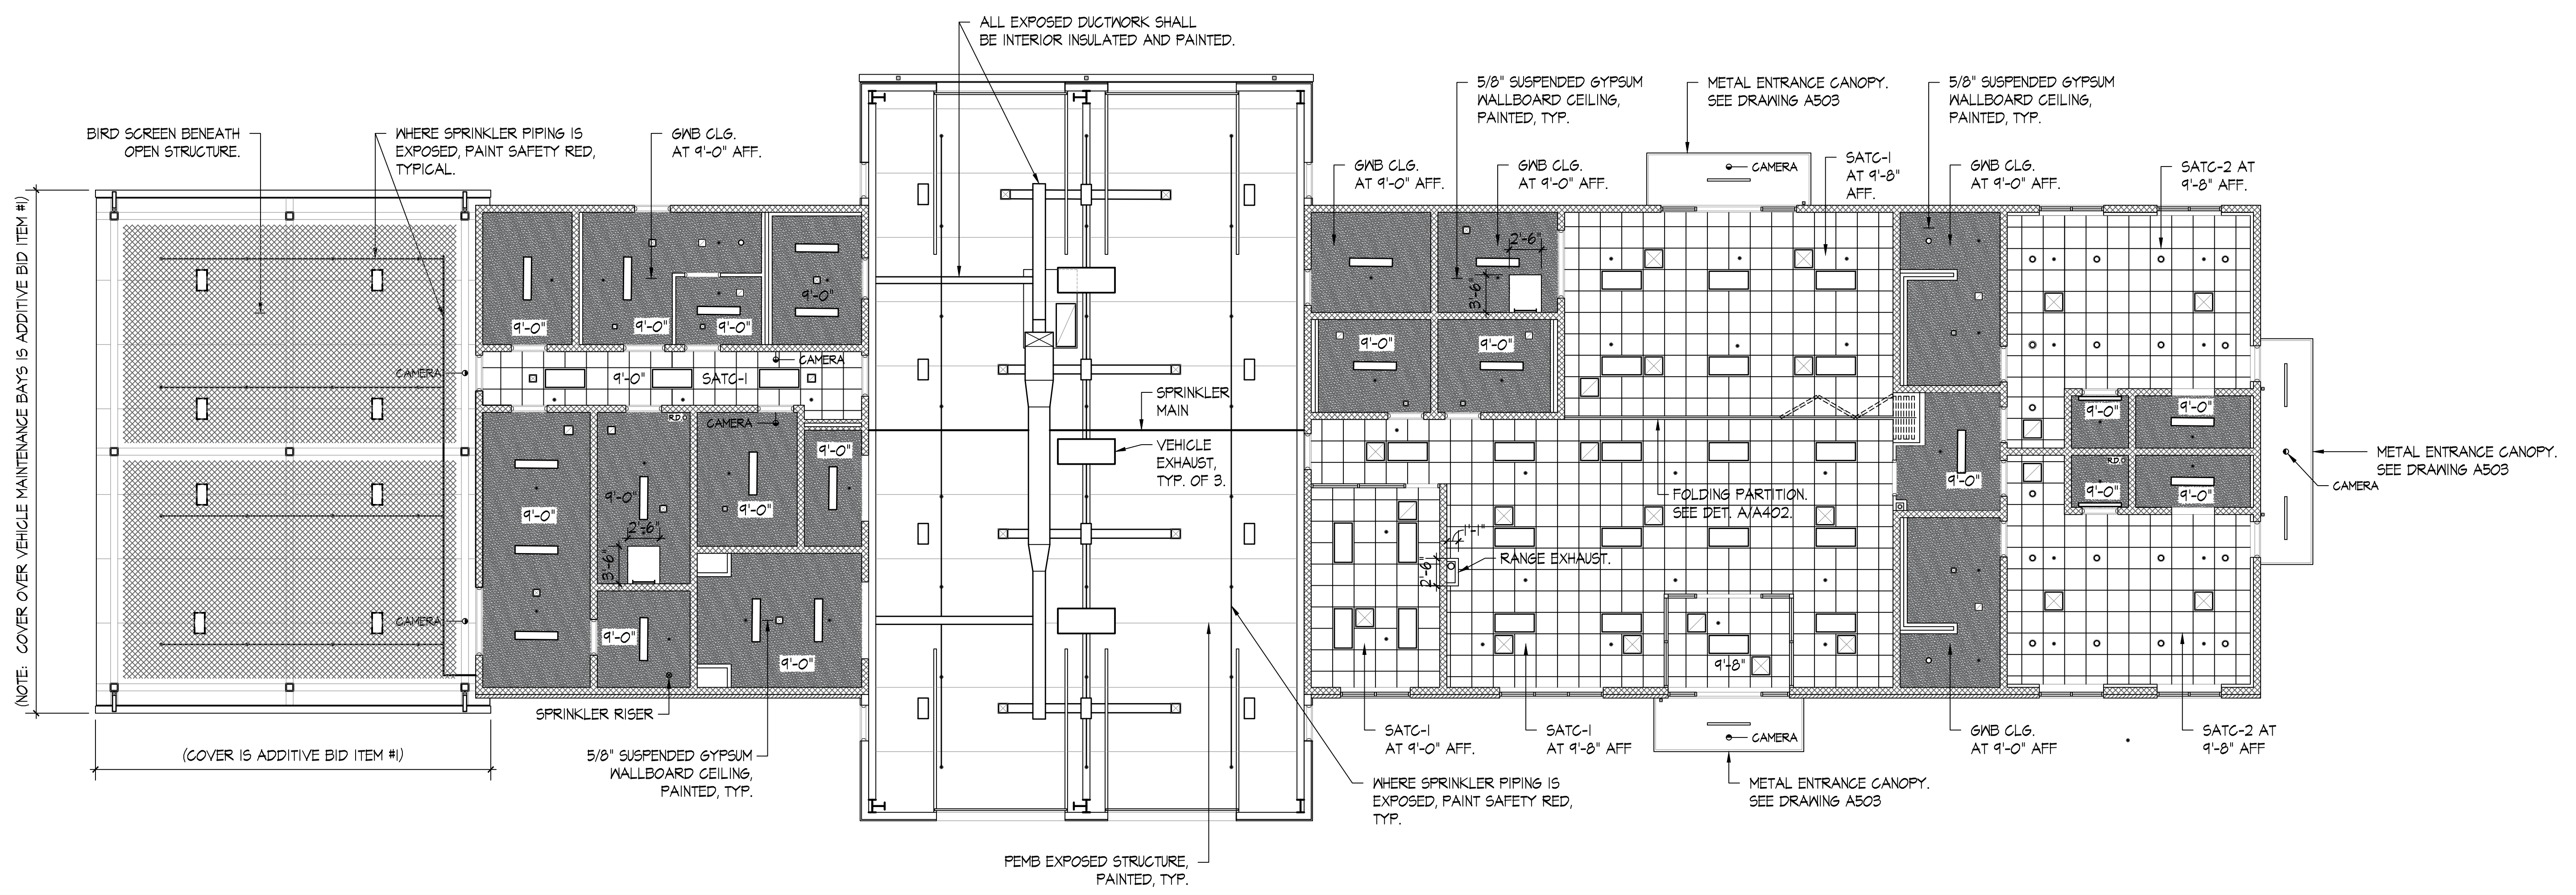 ALL EXPOSED DUCTWORK SHALL
BE INTERIOR INSULATED AND PAINTED.
5/8" SUSPENDED GYPSUM
WALLBOARD CEILING,
PAINTED, TYP.
METAL ENTRANCE CANOPY.
SEE DRAWING A503
5/8" SUSPENDED GYPSUM
WALLBOARD CEILING,
PAINTED, TYP.
BIRD SCREEN BENEATH
OPEN STRUCTURE.
WHERE SPRINKLER PIPING IS
EXPOSED, PAINT SAFETY RED,
TYPICAL.
GWB CLG.
AT 9'-0" AFF.
GWB CLG.
AT 9'-0" AFF.
GWB CLG.
AT 9'-0" AFF.
CAMERA
SATC-1
AT 9'-8"
AFF.
GWB CLG.
AT 9'-0" AFF.
SATC-2 AT
9'-8" AFF.
(NOTE: COVER OVER VEHICLE MAINTENANCE BAYS IS ADDITIVE BID ITEM #1)
2'-6"
3'-6"
9'-0"
9'-0"
9'-0"
9'-0"
9'-0"
9'-0"
CAMERA
CAMERA
9'-0"
SATC-1
R.D.
CAMERA
SPRINKLER
MAIN
9'-0"
9'-0"
9'-0"
VEHICLE
EXHAUST,
TYP. OF 3.
9'-0"
METAL ENTRANCE CANOPY.
SEE DRAWING A503
R.D.
CAMERA
9'-0"
9'-0"
9'-0"
9'-0"
9'-0"
9'-0"
2'-6"
3'-6"
FOLDING PARTITION.
SEE DET. A/A402.
1'-1"
2'-6"
RANGE EXHAUST.
CAMERA
9'-0"
9'-0"
9'-8"
SPRINKLER RISER
5/8" SUSPENDED GYPSUM
WALLBOARD CEILING,
PAINTED, TYP.
(COVER IS ADDITIVE BID ITEM #1)
SATC-1
AT 9'-0" AFF.
SATC-1
AT 9'-8" AFF
CAMERA
GWB CLG.
AT 9'-0" AFF
SATC-2 AT
9'-8" AFF
WHERE SPRINKLER PIPING IS
EXPOSED, PAINT SAFETY RED,
TYP.
METAL ENTRANCE CANOPY.
SEE DRAWING A503
PEMB EXPOSED STRUCTURE,
PAINTED, TYP.